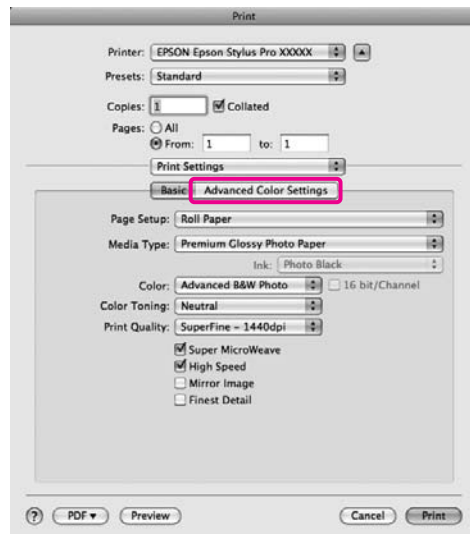 Print
Printer: EPSON Epson Stylus Pro XXXXX
Presets: Standard
Copies: 1 Collated
Pages: All
From: 1 to: 1
Print Settings
Basic Advanced Color Settings
Page Setup: Roll Paper
Media Type: Premium Glossy Photo Paper
Ink: Photo Black
Color: Advanced B&W Photo 16 bit/Channel
Color Toning: Neutral
Print Quality: SuperFine – 1440dpi
Super MicroWeave
High Speed
Mirror Image
Finest Detail
? PDF Preview Cancel Print